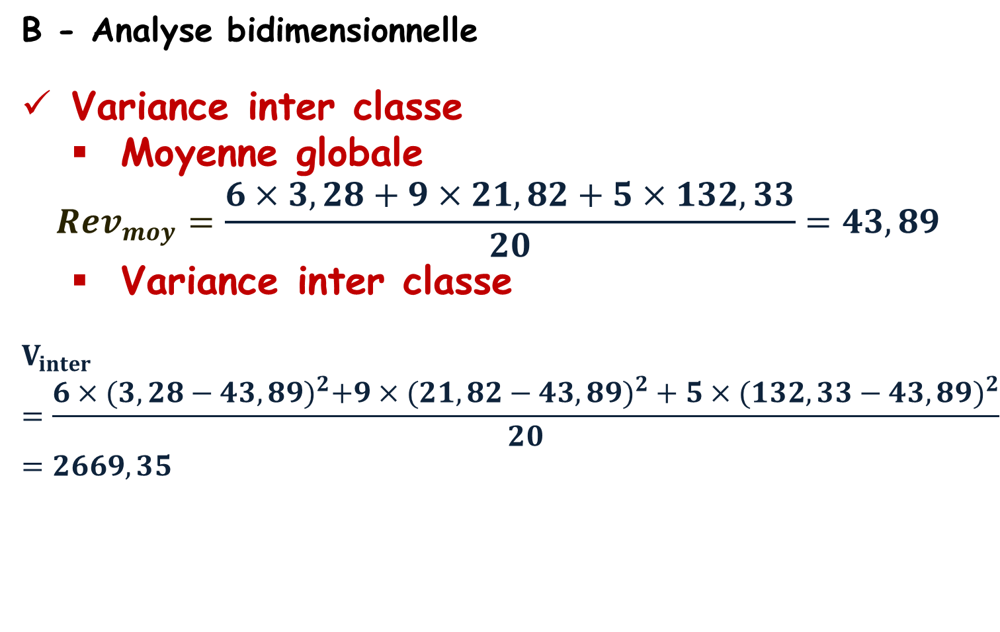 B - Analyse bidimensionnelle
✓ Variance inter classe
▪ Moyenne globale
Rev_moy = (6 × 3,28 + 9 × 21,82 + 5 × 132,33) / 20 = 43,89
▪ Variance inter classe
V_inter
= (6 × (3,28 − 43,89)² + 9 × (21,82 − 43,89)² + 5 × (132,33 − 43,89)²) / 20
= 2669,35